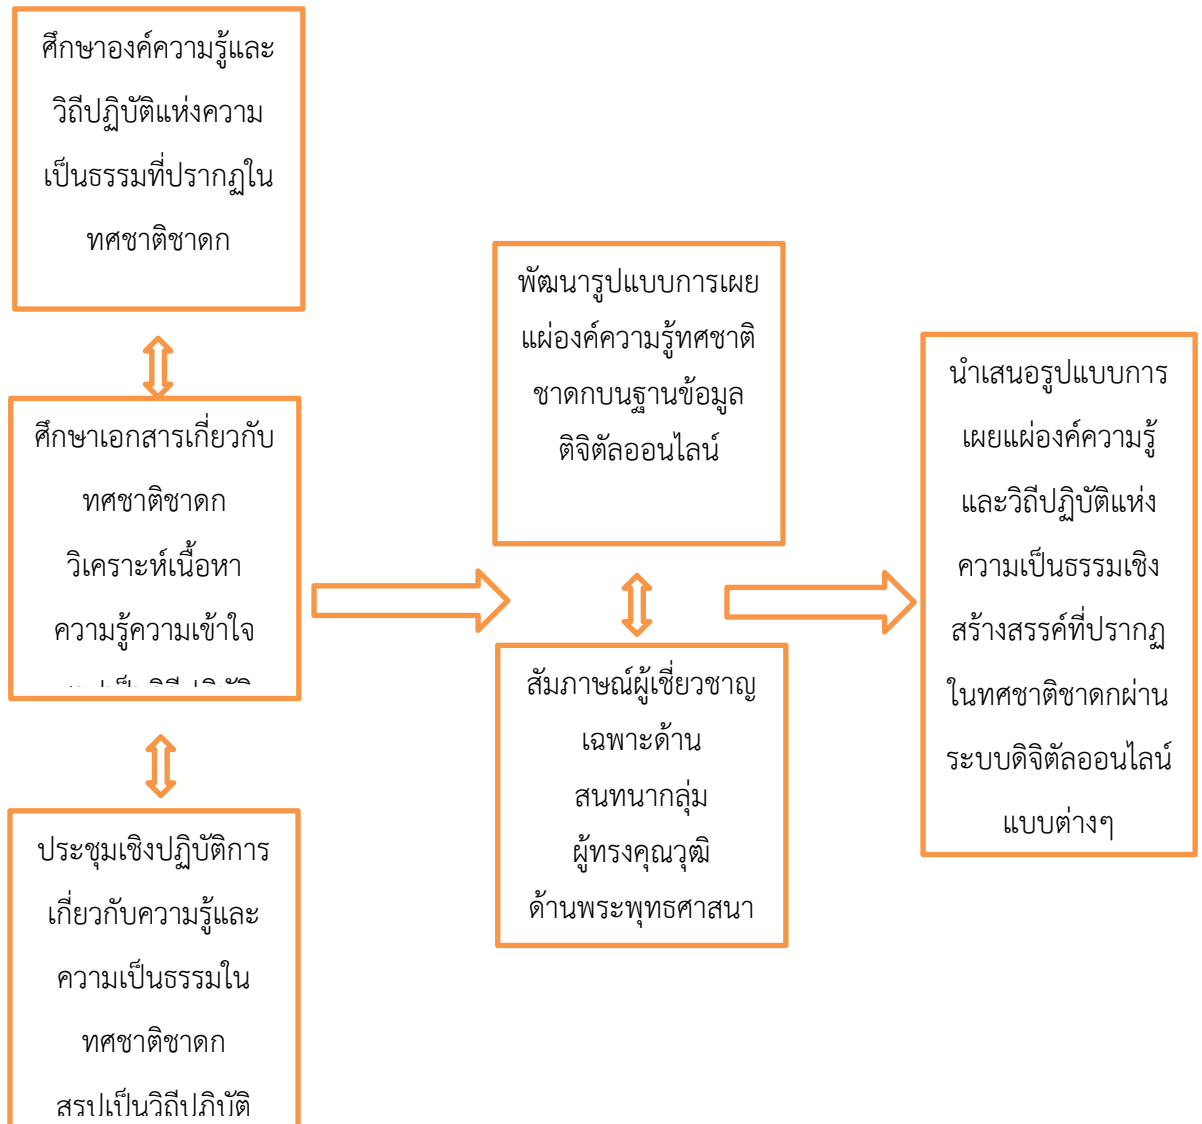 ศึกษาองค์ความรู้และ
วิถีปฏิบัติแห่งความ
เป็นธรรมที่ปรากฏใน
ทศชาติชาดก
ศึกษาเอกสารเกี่ยวกับ
ทศชาติชาดก
วิเคราะห์เนื้อหา
ความรู้ความเข้าใจ
ประชุมเชิงปฏิบัติการ
เกี่ยวกับความรู้และ
ความเป็นธรรมใน
ทศชาติชาดก
สรุปเป็นวิถีปฏิบัติ
พัฒนารูปแบบการเผย
แผ่องค์ความรู้ทศชาติ
ชาดกบนฐานข้อมูล
ติจิตัลออนไลน์
สัมภาษณ์ผู้เชี่ยวชาญ
เฉพาะด้าน
สนทนากลุ่ม
ผู้ทรงคุณวุฒิ
ด้านพระพุทธศาสนา
นำเสนอรูปแบบการ
เผยแผ่องค์ความรู้
และวิถีปฏิบัติแห่ง
ความเป็นธรรมเชิง
สร้างสรรค์ที่ปรากฏ
ในทศชาติชาดกผ่าน
ระบบดิจิตัลออนไลน์
แบบต่างๆ